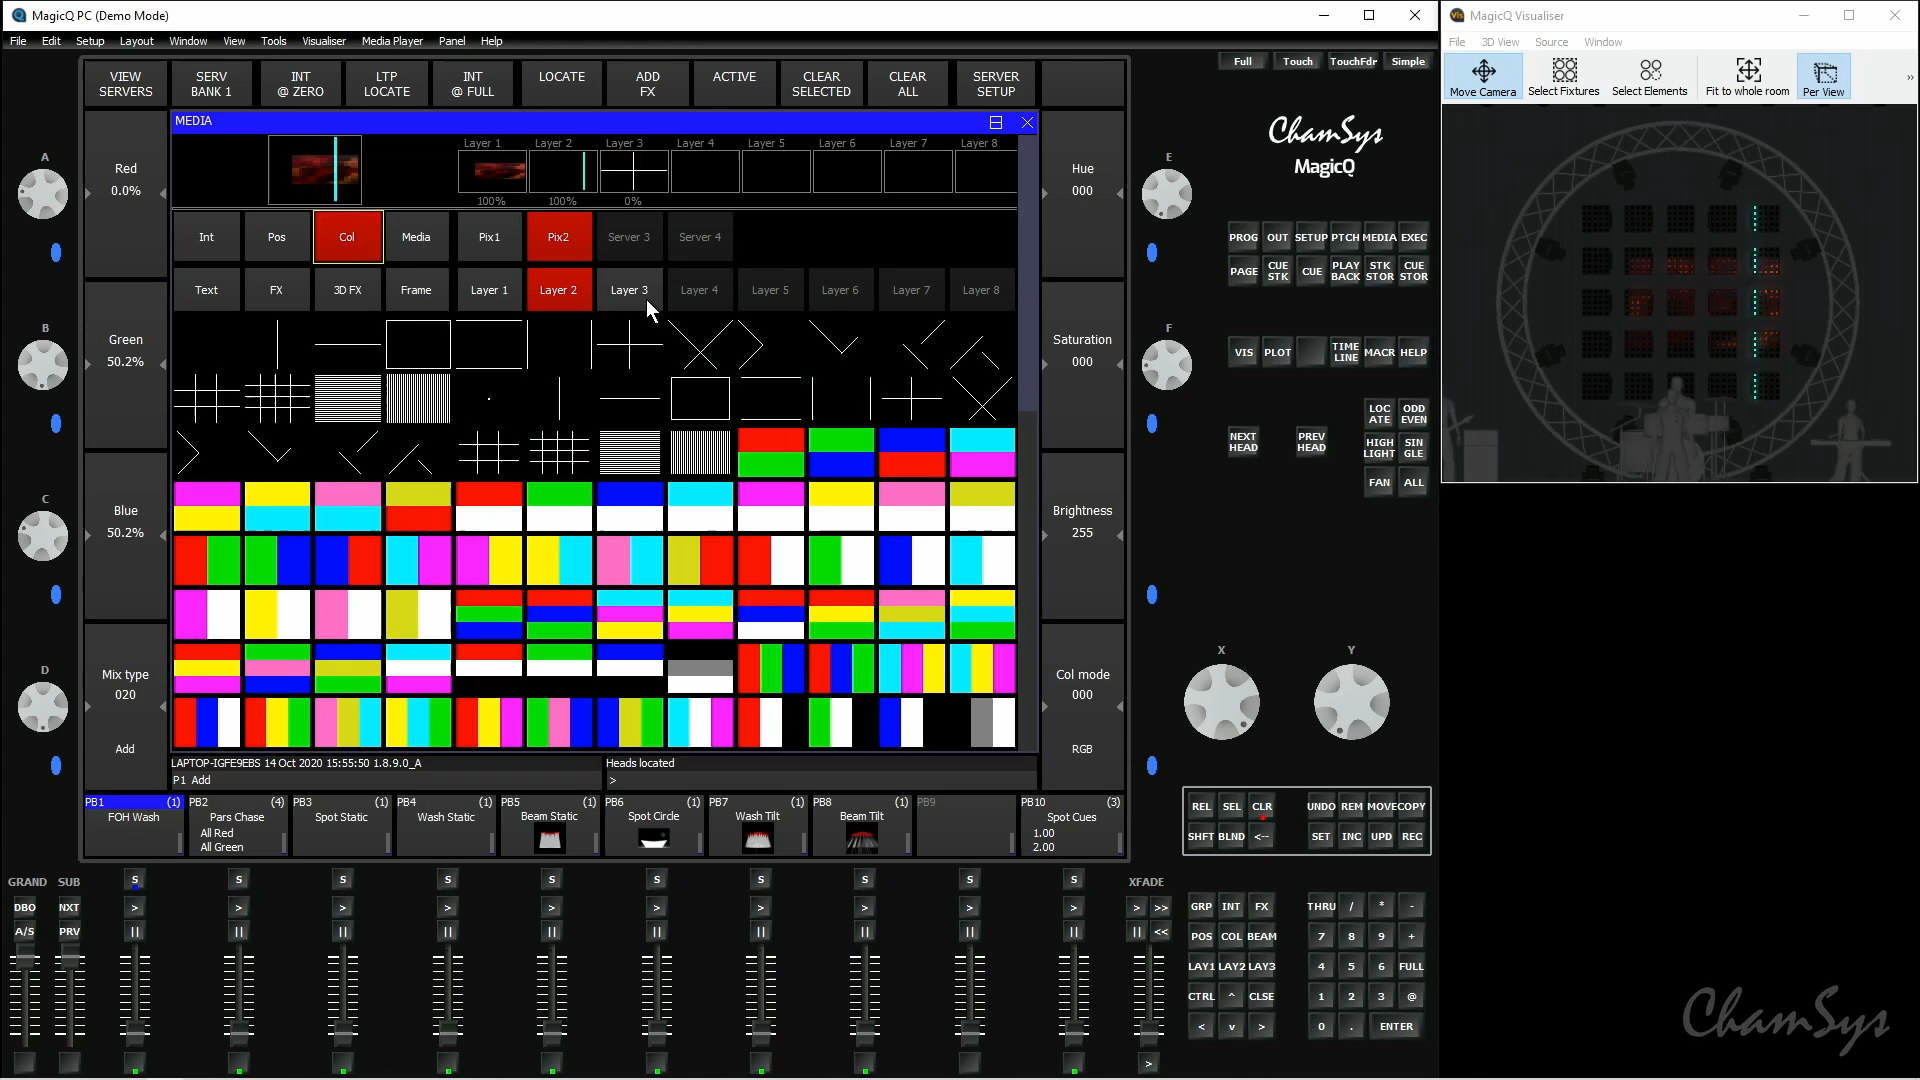 MagicQ PC (Demo Mode)
File Edit Setup Layout Window View Tools Visualiser Media Player Panel Help
VIEW SERVERS
SERV BANK 1
INT @ ZERO
LTP LOCATE
INT @ FULL
LOCATE
ADD FX
ACTIVE
CLEAR SELECTED
CLEAR ALL
SERVER SETUP
MEDIA
Layer 1 Layer 2 Layer 3 Layer 4 Layer 5 Layer 6 Layer 7 Layer 8
100% 100% 0%
Int Pos Col Media Pix1 Pix2 Server 3 Server 4
Text FX 3D FX Frame Layer 1 Layer 2 Layer 3 Layer 4 Layer 5 Layer 6 Layer 7 Layer 8
A
B
C
D
Red
0.0%
Green
50.2%
Blue
50.2%
Mix type
020
Add
Hue
000
Saturation
000
Brightness
255
Col mode
000
RGB
E
F
LAPTOP-IGFE9EBS 14 Oct 2020 15:55:50 1.8.9.0_A
Heads located
P1 Add
>
PB1 (1) FOH Wash
PB2 (4) Pars Chase
All Red
All Green
PB3 (1) Spot Static
PB4 (1) Wash Static
PB5 (1) Beam Static
PB6 (1) Spot Circle
PB7 (1) Wash Tilt
PB8 (1) Beam Tilt
PB9
PB10 (3) Spot Cues
1.00
2.00
GRAND SUB
DBO NXT
A/S PRV
S S S S S S S S S S
> > > > > > > > > >
XFADE
> >>
<<
>
Full Touch TouchFdr Simple
ChamSys
MagicQ
PROG OUT SETUP PTCH MEDIA EXEC
PAGE CUE STK CUE PLAY BACK STK STOR CUE STOR
VIS PLOT TIME LINE MACR HELP
LOC ATE ODD EVEN
NEXT HEAD PREV HEAD HIGH LIGHT SIN GLE
FAN ALL
X Y
REL SEL CLR UNDO REM MOVE COPY
SHFT BLND <-- SET INC UPD REC
GRP INT FX THRU / * -
POS COL BEAM 7 8 9 +
LAY1 LAY2 LAY3 4 5 6 FULL
CTRL ^ CLSE 1 2 3 @
< v > 0 . ENTER
Vis MagicQ Visualiser
File 3D View Source Window
Move Camera Select Fixtures Select Elements Fit to whole room Per View »
ChamSys